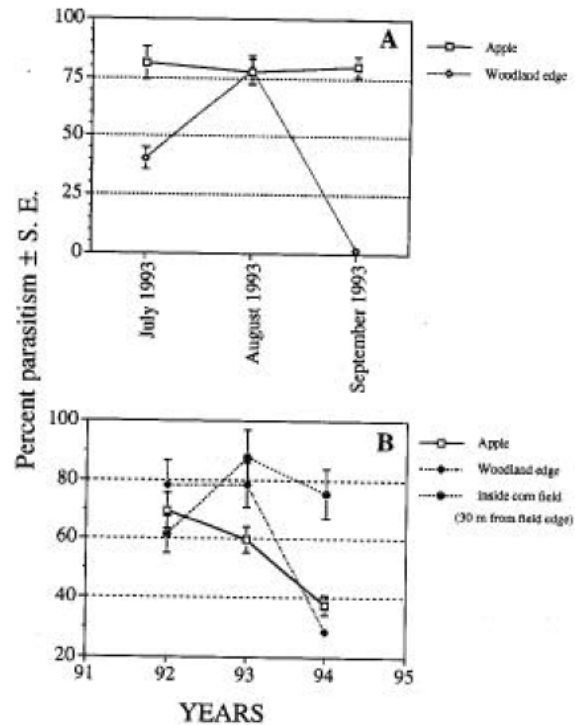 Percent parasitism ± S. E.
A
100
75
50
25
0
July 1993
August 1993
September 1993
Apple
Woodland edge
B
100
80
60
40
20
91
92
93
94
95
YEARS
Apple
Woodland edge
Inside corn field
(30 m from field edge)